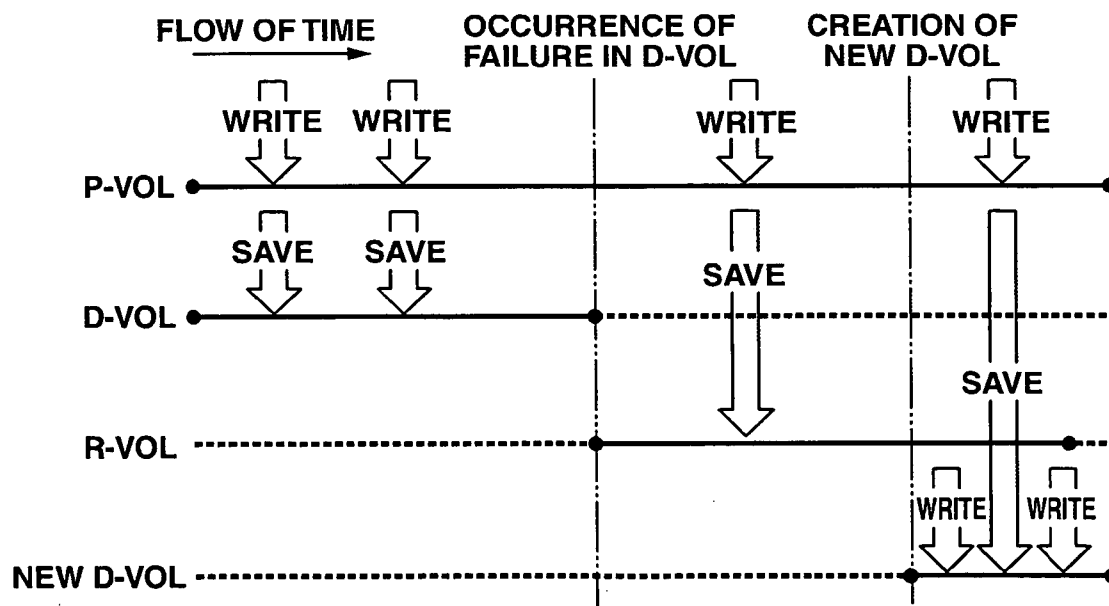 FLOW OF TIME
OCCURRENCE OF
FAILURE IN D-VOL
CREATION OF
NEW D-VOL
WRITE
WRITE
WRITE
WRITE
P-VOL
SAVE
SAVE
SAVE
D-VOL
SAVE
R-VOL
WRITE
WRITE
NEW D-VOL